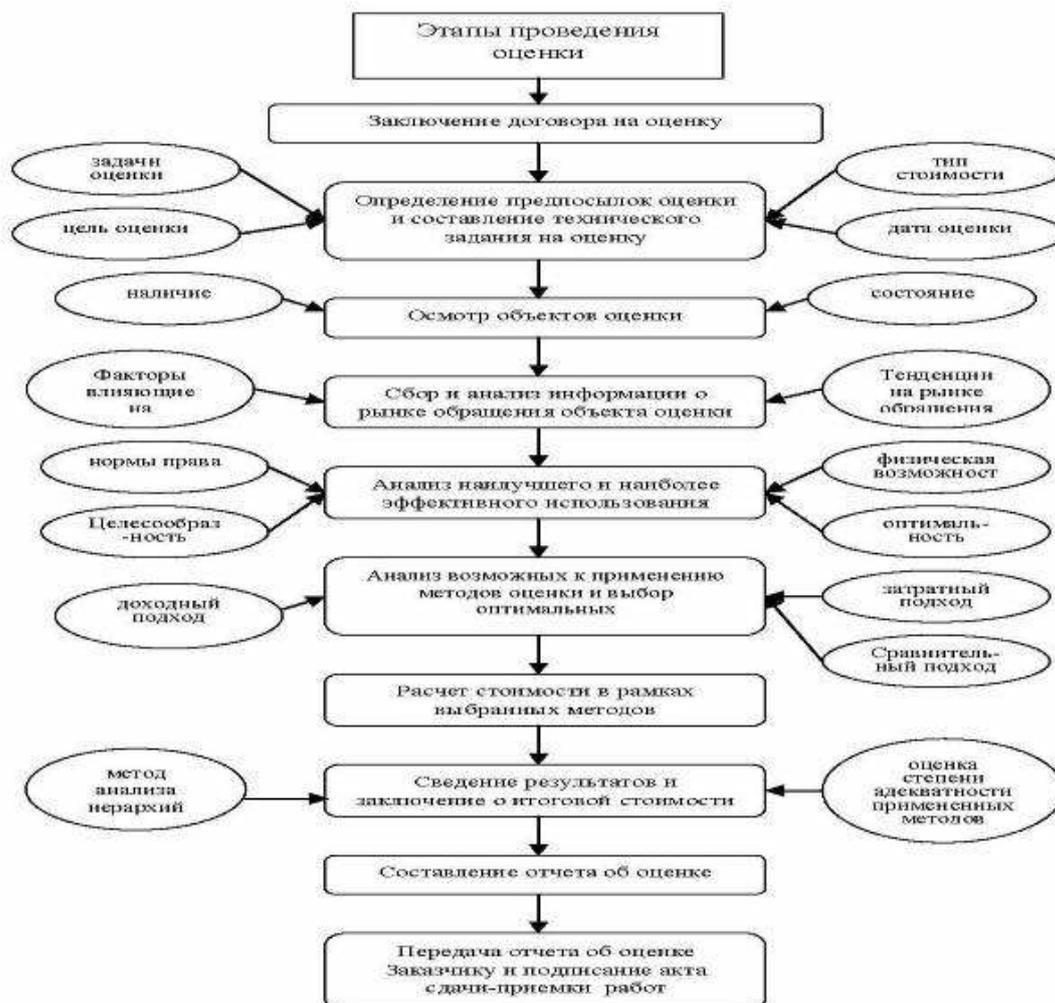 Этапы проведения
оценки
Заключение договора на оценку
задачи
оценки
тип
стоимости
Определение предпосылок оценки
и составление технического
задания на оценку
цель оценки
дата оценки
наличие
состояние
Осмотр объектов оценки
Факторы
влияющие
на
Сбор и анализ информации о
рынке обращения объекта оценки
Тенденции
на рынке
обращения
нормы права
физическая
возможност
Анализ наилучшего и наиболее
эффективного использования
Целесообраз
-ность
оптималь-
ность
Анализ возможных к применению
методов оценки и выбор
оптимальных
доходный
подход
затратный
подход
Сравнитель-
ный подход
Расчет стоимости в рамках
выбранных методов
метод
анализа
иерархий
Сведение результатов и
заключение о итоговой стоимости
оценка
степени
адекватности
примененных
методов
Составление отчета об оценке
Передача отчета об оценке
Заказчику и подписание акта
сдачи-приемки работ